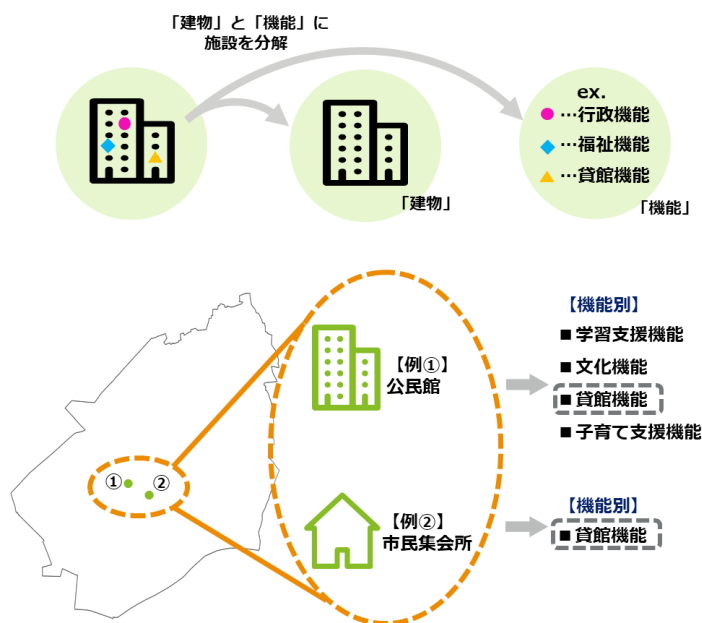 「建物」と「機能」に
施設を分解
「建物」
ex.
…行政機能
…福祉機能
…貸館機能
「機能」
①
②
【例①】
公民館
【機能別】
■学習支援機能
■文化機能
■貸館機能
■子育て支援機能
【例②】
市民集会所
【機能別】
■貸館機能